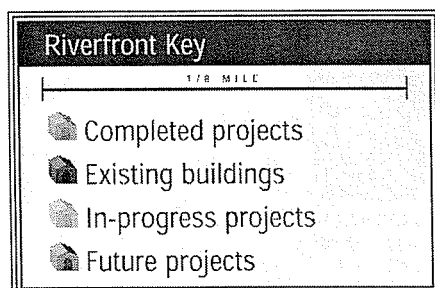 Riverfront Key
1/8 MILE
Completed projects
Existing buildings
In-progress projects
Future projects